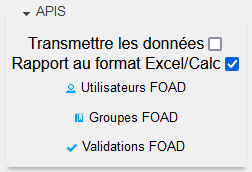 APIS
Transmettre les données
Rapport au format Excel/Calc
Utilisateurs FOAD
Groupes FOAD
Validations FOAD